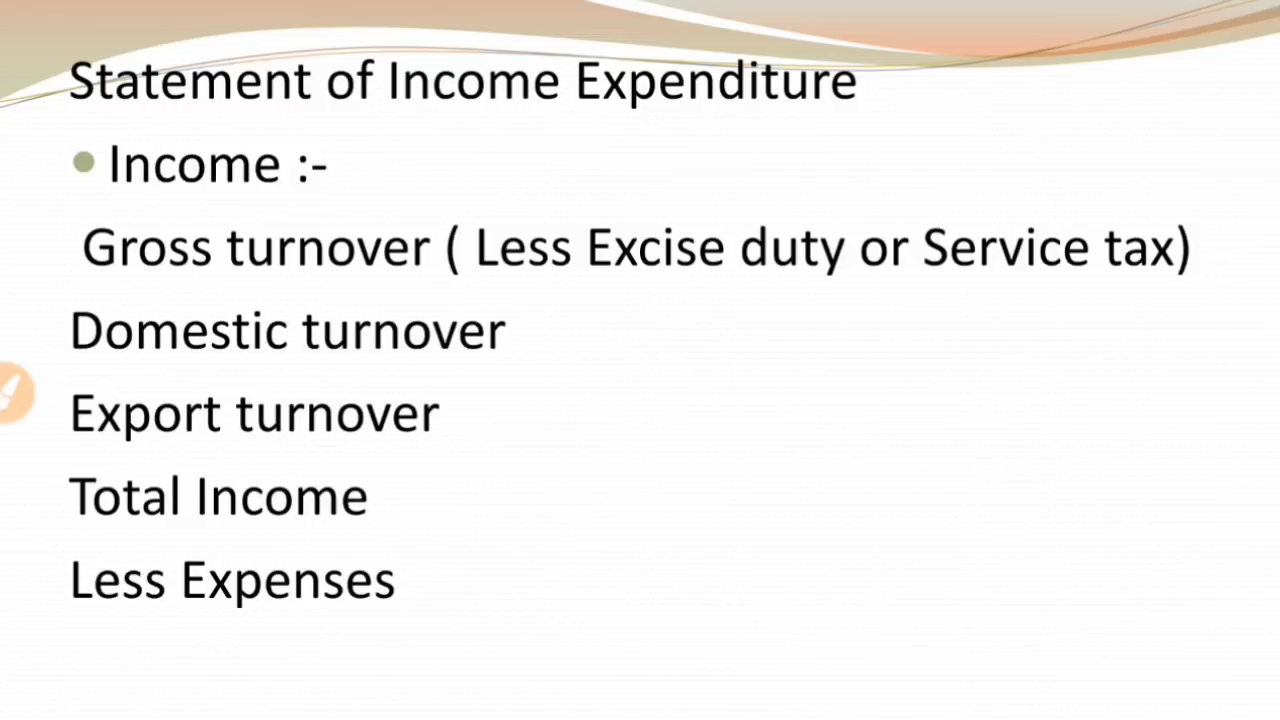 Statement of Income Expenditure
Income :-
Gross turnover ( Less Excise duty or Service tax)
Domestic turnover
Export turnover
Total Income
Less Expenses